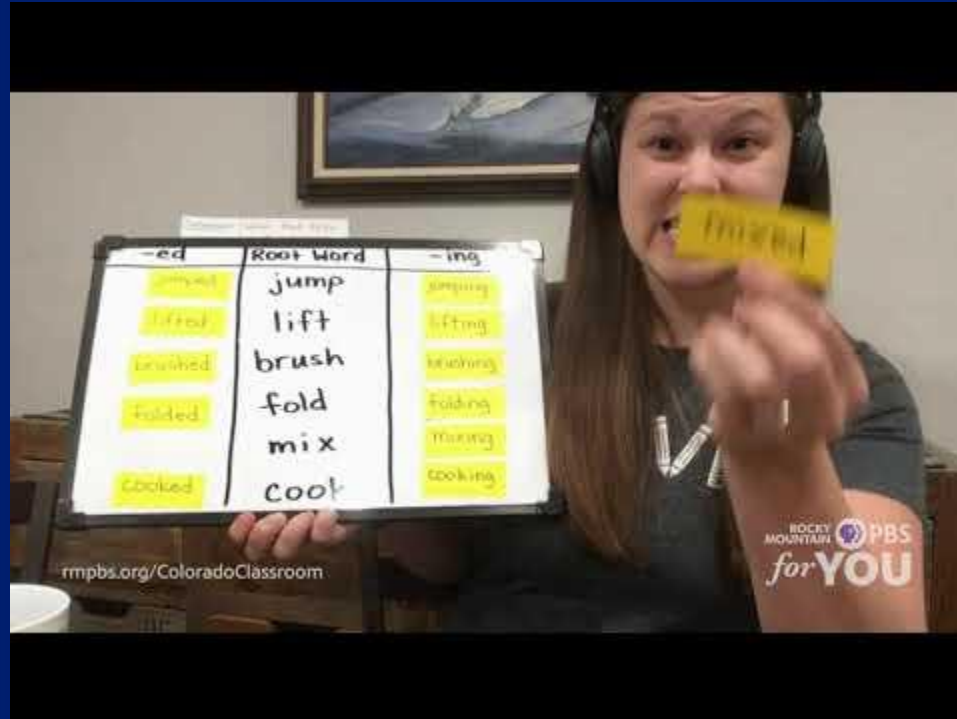 -ed Root Word -ing
jumped jump jumping
lifted lift lifting
brushed brush brushing
folded fold folding
mix mixing
cooked cook cooking
mixed
rmpbs.org/ColoradoClassroom
ROCKY MOUNTAIN PBS
for YOU